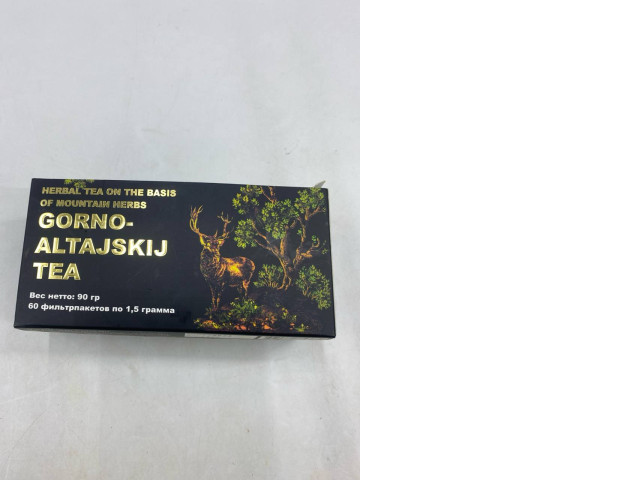 HERBAL TEA ON THE BASIS
OF MOUNTAIN HERBS
GORNO-
ALTAJSKIJ
TEA
Вес нетто: 90 гр
60 фильтрпакетов по 1,5 грамма